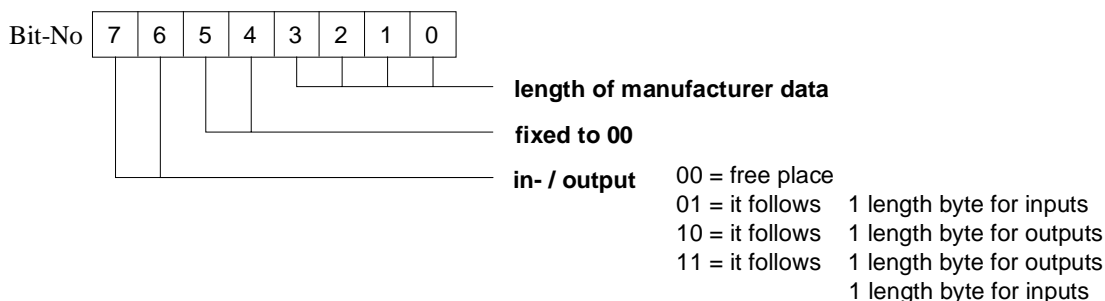 Bit-No 7 6 5 4 3 2 1 0
length of manufacturer data
fixed to 00
in- / output 00 = free place
01 = it follows 1 length byte for inputs
10 = it follows 1 length byte for outputs
11 = it follows 1 length byte for outputs
1 length byte for inputs